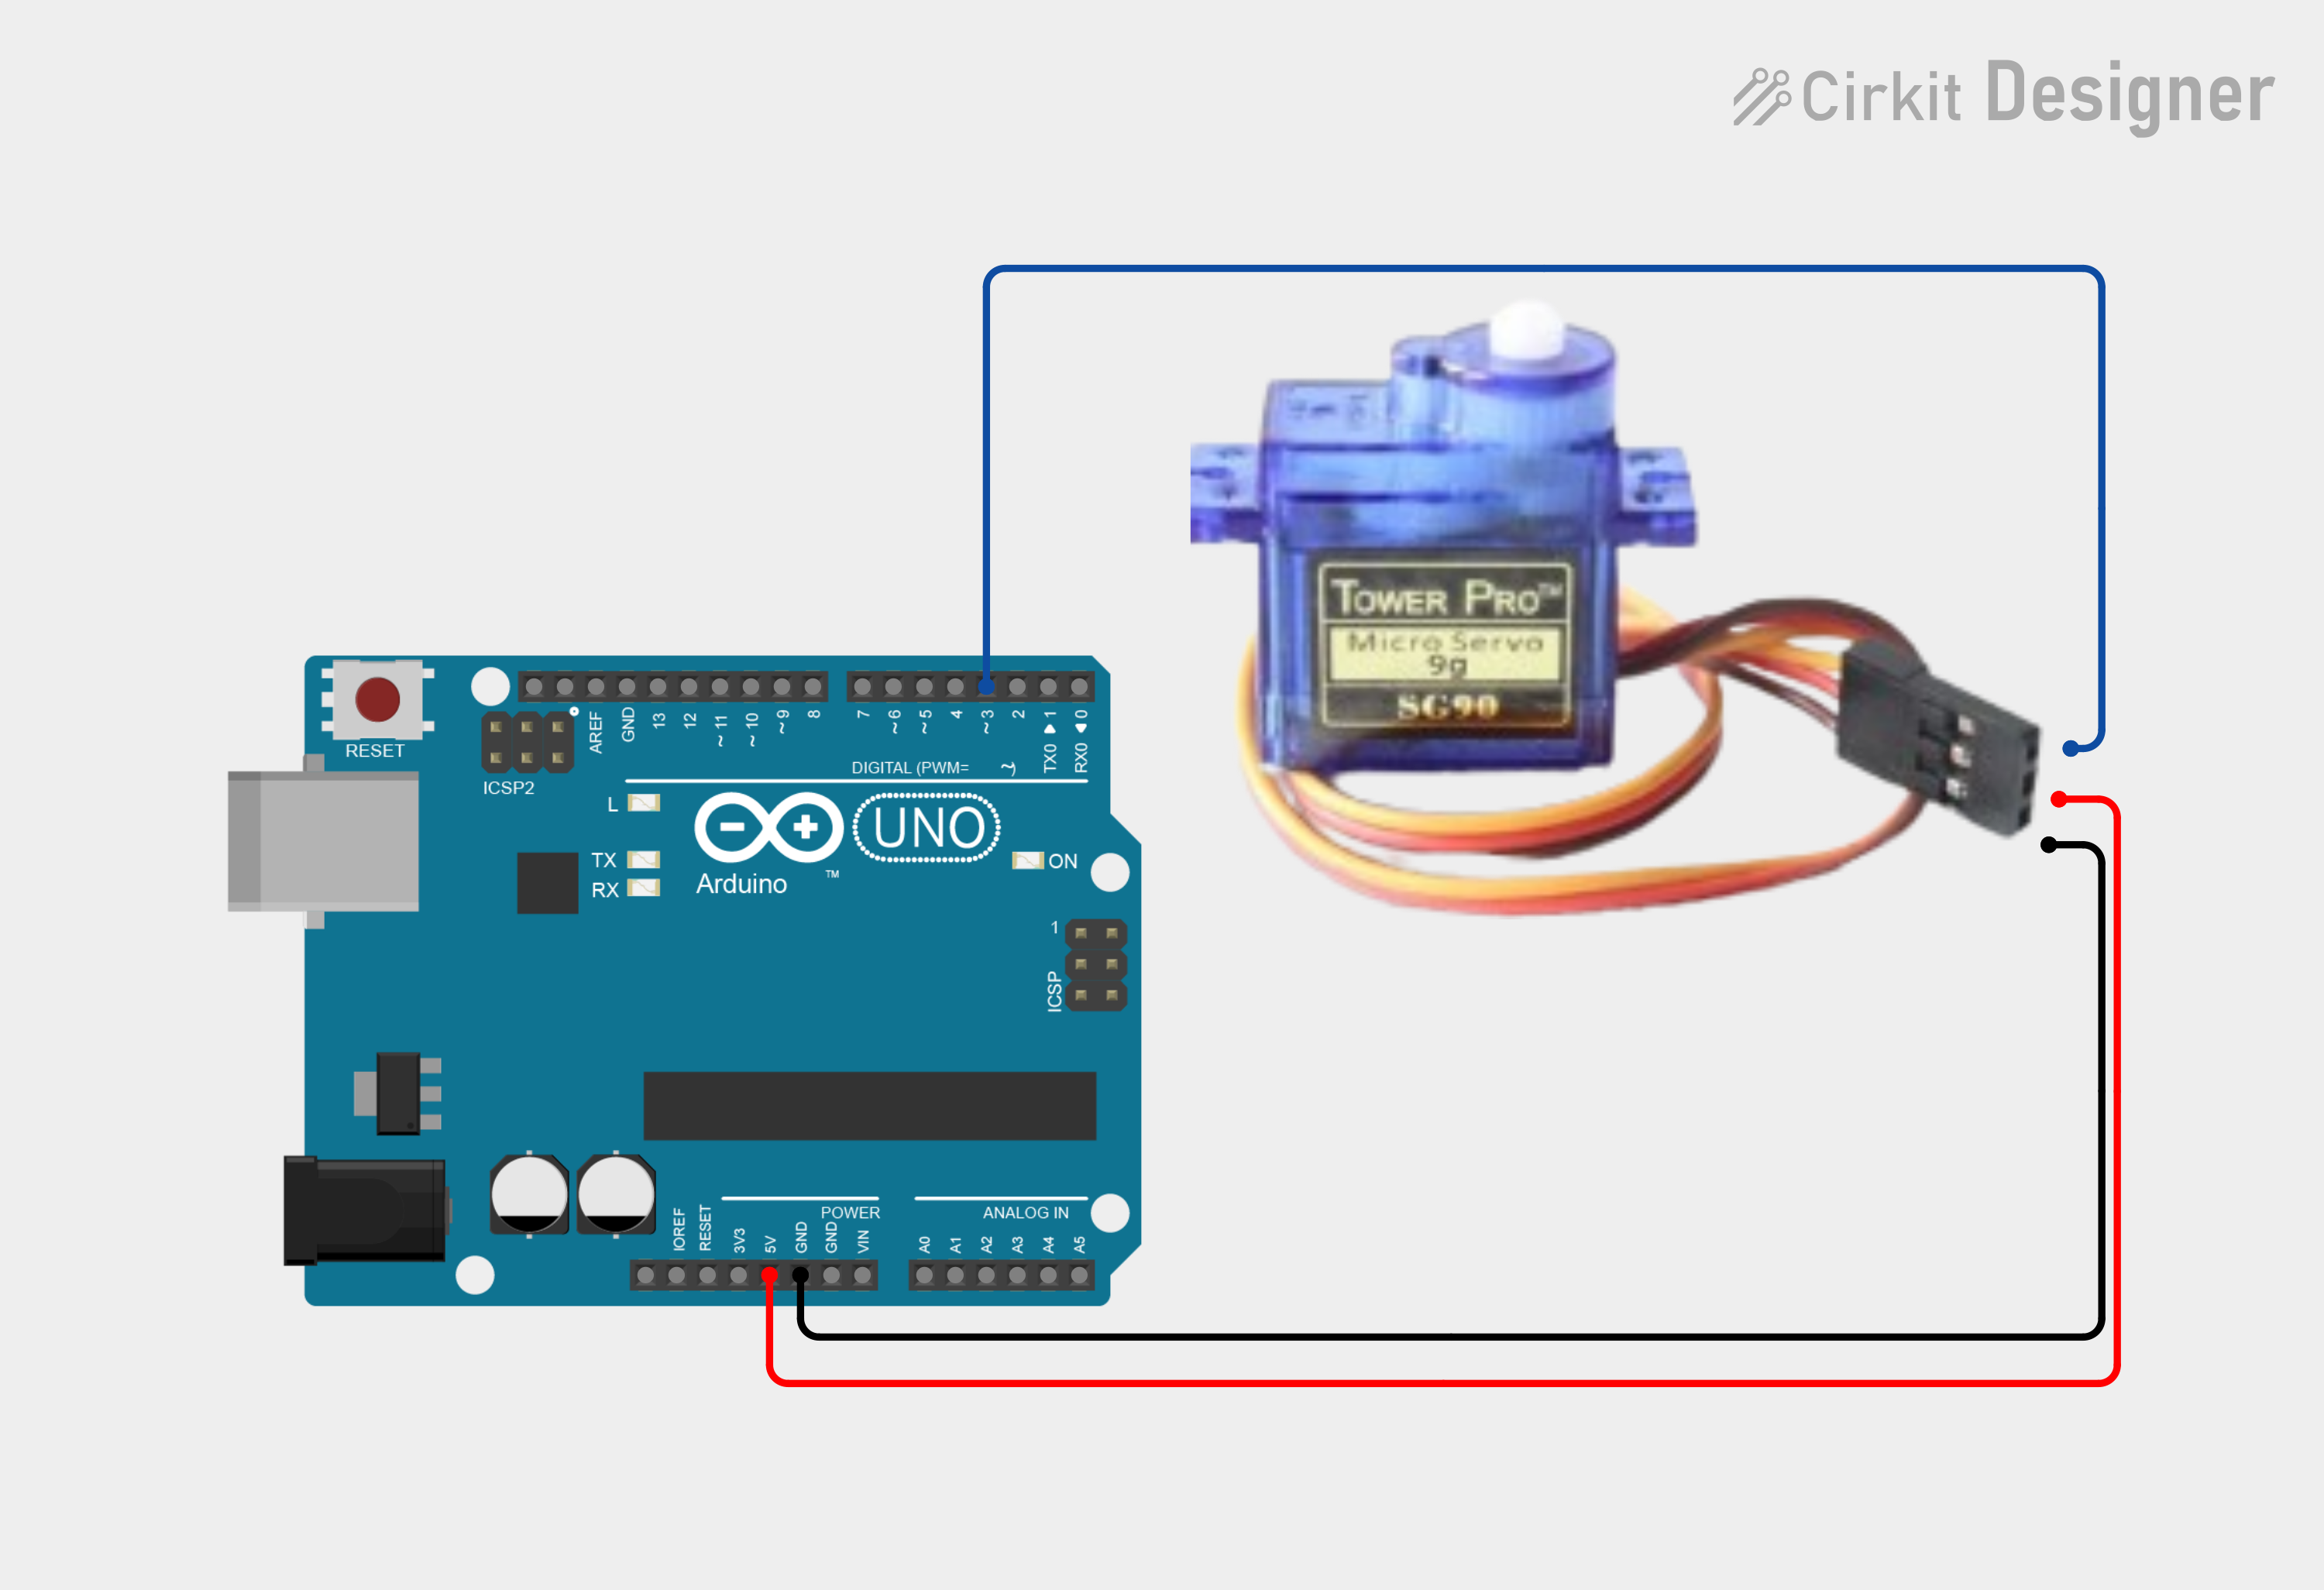 Cirkit Designer
TOWER PRO™
Micro Servo
9g
SG90
RESET
ICSP2
AREF
GND
13
12
~11
~10
~9
8
7
~6
~5
4
~3
2
TX0 ▶ 1
RX0 ◀ 0
DIGITAL (PWM= ~)
L
TX
RX
Arduino™
UNO
ON
1
ICSP
IOREF
RESET
3V3
5V
GND
GND
VIN
POWER
ANALOG IN
A0
A1
A2
A3
A4
A5